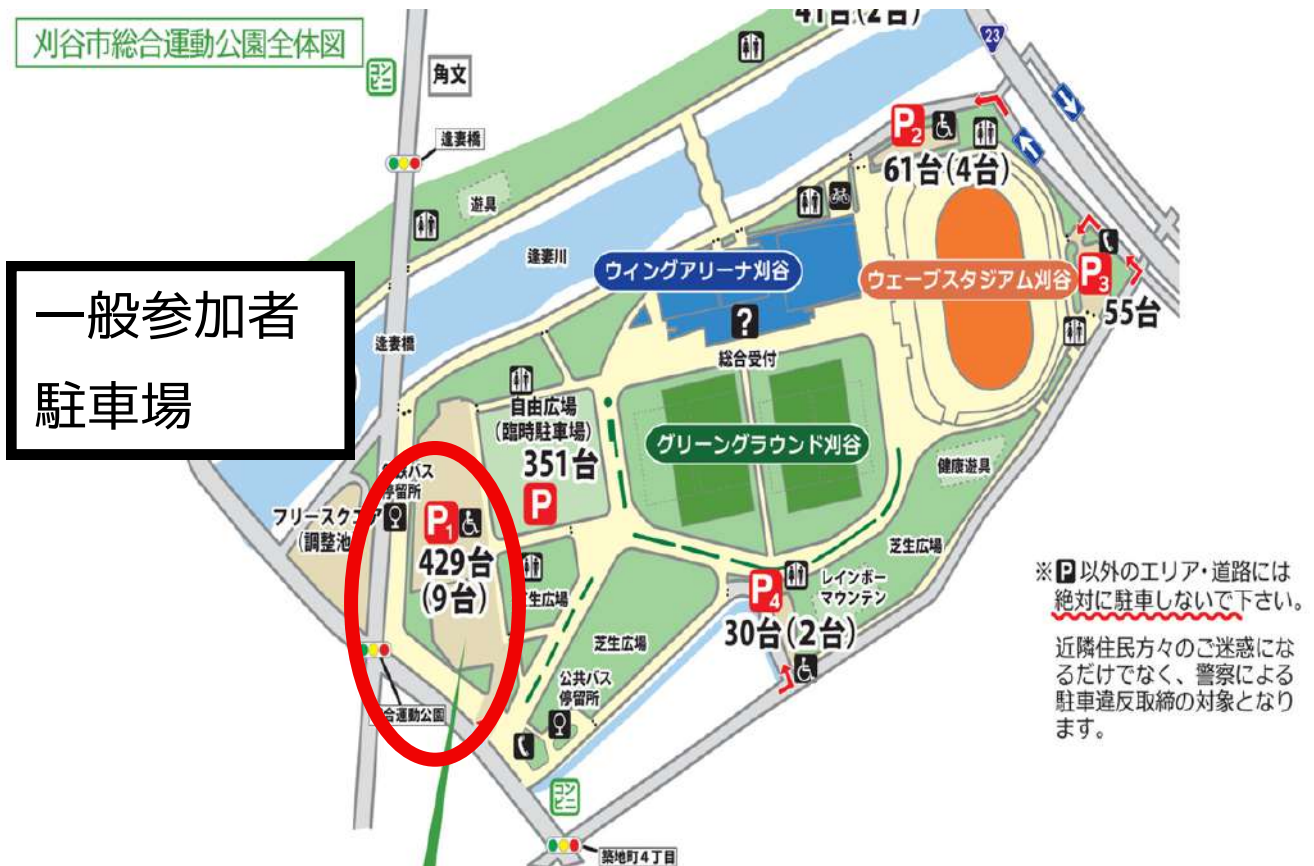 刈谷市総合運動公園全体図
コン
ビニ
角文
41台(2台)
23
逢妻橋
遊具
P2
61台(4台)
逢妻川
ウイングアリーナ刈谷
ウェーブスタジアム刈谷
P3
55台
一般参加者
駐車場
逢妻橋
?
総合受付
自由広場
(臨時駐車場)
351台
P
グリーングラウンド刈谷
健康遊具
バス
停留所
フリースクエア
(調整池
P1
429台
(9台)
芝生広場
芝生広場
P4
レインボー
マウンテン
30台(2台)
芝生広場
公共バス
停留所
合運動公園
コン
ビニ
築地町4丁目
※P以外のエリア・道路には
絶対に駐車しないで下さい。
近隣住民方々のご迷惑にな
るだけでなく、警察による
駐車違反取締の対象となり
ます。